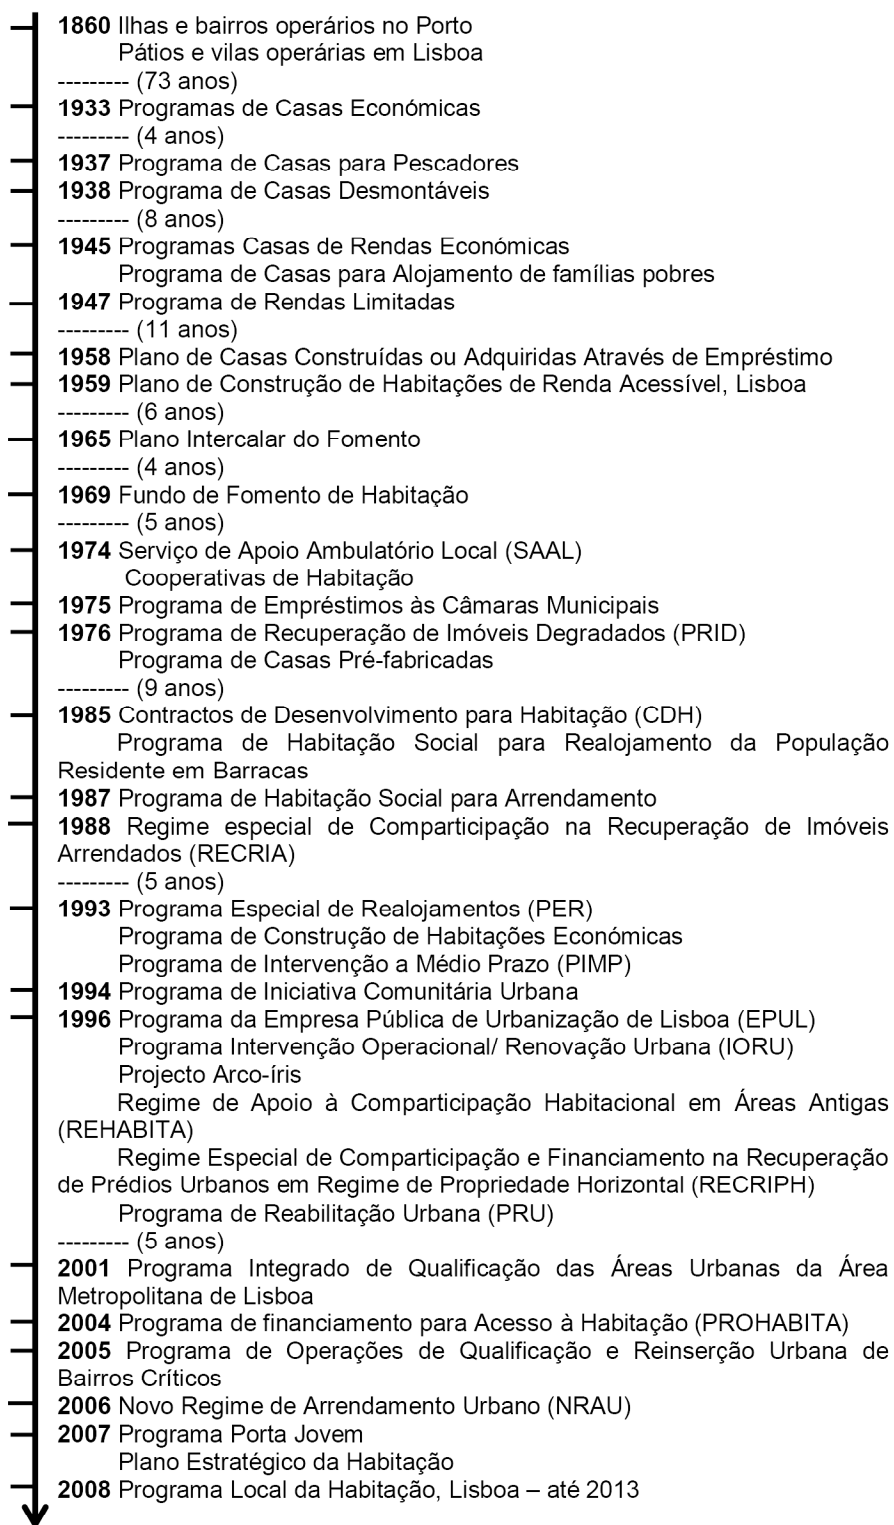 1860 Ilhas e bairros operários no Porto
Pátios e vilas operárias em Lisboa
--------- (73 anos)
1933 Programas de Casas Económicas
--------- (4 anos)
1937 Programa de Casas para Pescadores
1938 Programa de Casas Desmontáveis
--------- (8 anos)
1945 Programas Casas de Rendas Económicas
Programa de Casas para Alojamento de famílias pobres
1947 Programa de Rendas Limitadas
--------- (11 anos)
1958 Plano de Casas Construídas ou Adquiridas Através de Empréstimo
1959 Plano de Construção de Habitações de Renda Acessível, Lisboa
--------- (6 anos)
1965 Plano Intercalar do Fomento
--------- (4 anos)
1969 Fundo de Fomento de Habitação
--------- (5 anos)
1974 Serviço de Apoio Ambulatório Local (SAAL)
Cooperativas de Habitação
1975 Programa de Empréstimos às Câmaras Municipais
1976 Programa de Recuperação de Imóveis Degradados (PRID)
Programa de Casas Pré-fabricadas
--------- (9 anos)
1985 Contractos de Desenvolvimento para Habitação (CDH)
Programa de Habitação Social para Realojamento da População
Residente em Barracas
1987 Programa de Habitação Social para Arrendamento
1988 Regime especial de Comparticipação na Recuperação de Imóveis
Arrendados (RECRIA)
--------- (5 anos)
1993 Programa Especial de Realojamentos (PER)
Programa de Construção de Habitações Económicas
Programa de Intervenção a Médio Prazo (PIMP)
1994 Programa de Iniciativa Comunitária Urbana
1996 Programa da Empresa Pública de Urbanização de Lisboa (EPUL)
Programa Intervenção Operacional/ Renovação Urbana (IORU)
Projecto Arco-íris
Regime de Apoio à Comparticipação Habitacional em Áreas Antigas
(REHABITA)
Regime Especial de Comparticipação e Financiamento na Recuperação
de Prédios Urbanos em Regime de Propriedade Horizontal (RECRIPH)
Programa de Reabilitação Urbana (PRU)
--------- (5 anos)
2001 Programa Integrado de Qualificação das Áreas Urbanas da Área
Metropolitana de Lisboa
2004 Programa de financiamento para Acesso à Habitação (PROHABITA)
2005 Programa de Operações de Qualificação e Reinserção Urbana de
Bairros Críticos
2006 Novo Regime de Arrendamento Urbano (NRAU)
2007 Programa Porta Jovem
Plano Estratégico da Habitação
2008 Programa Local da Habitação, Lisboa – até 2013